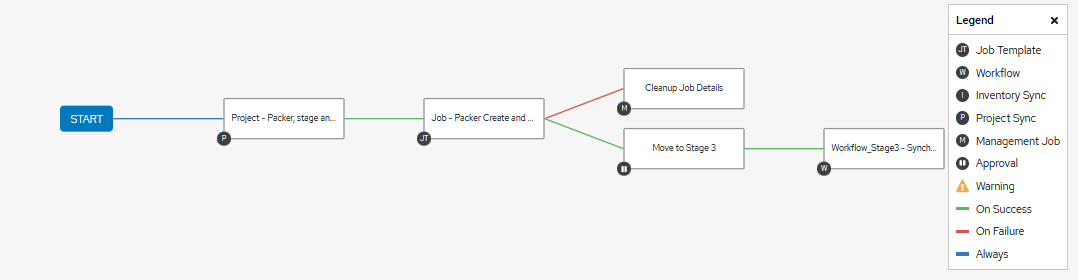 START
Project - Packer, stage an...
P
Job - Packer Create and ...
JT
Cleanup Job Details
M
Move to Stage 3
Workflow_Stage3 - Synch...
W
Legend
JT Job Template
W Workflow
I Inventory Sync
P Project Sync
M Management Job
Approval
Warning
On Success
On Failure
Always